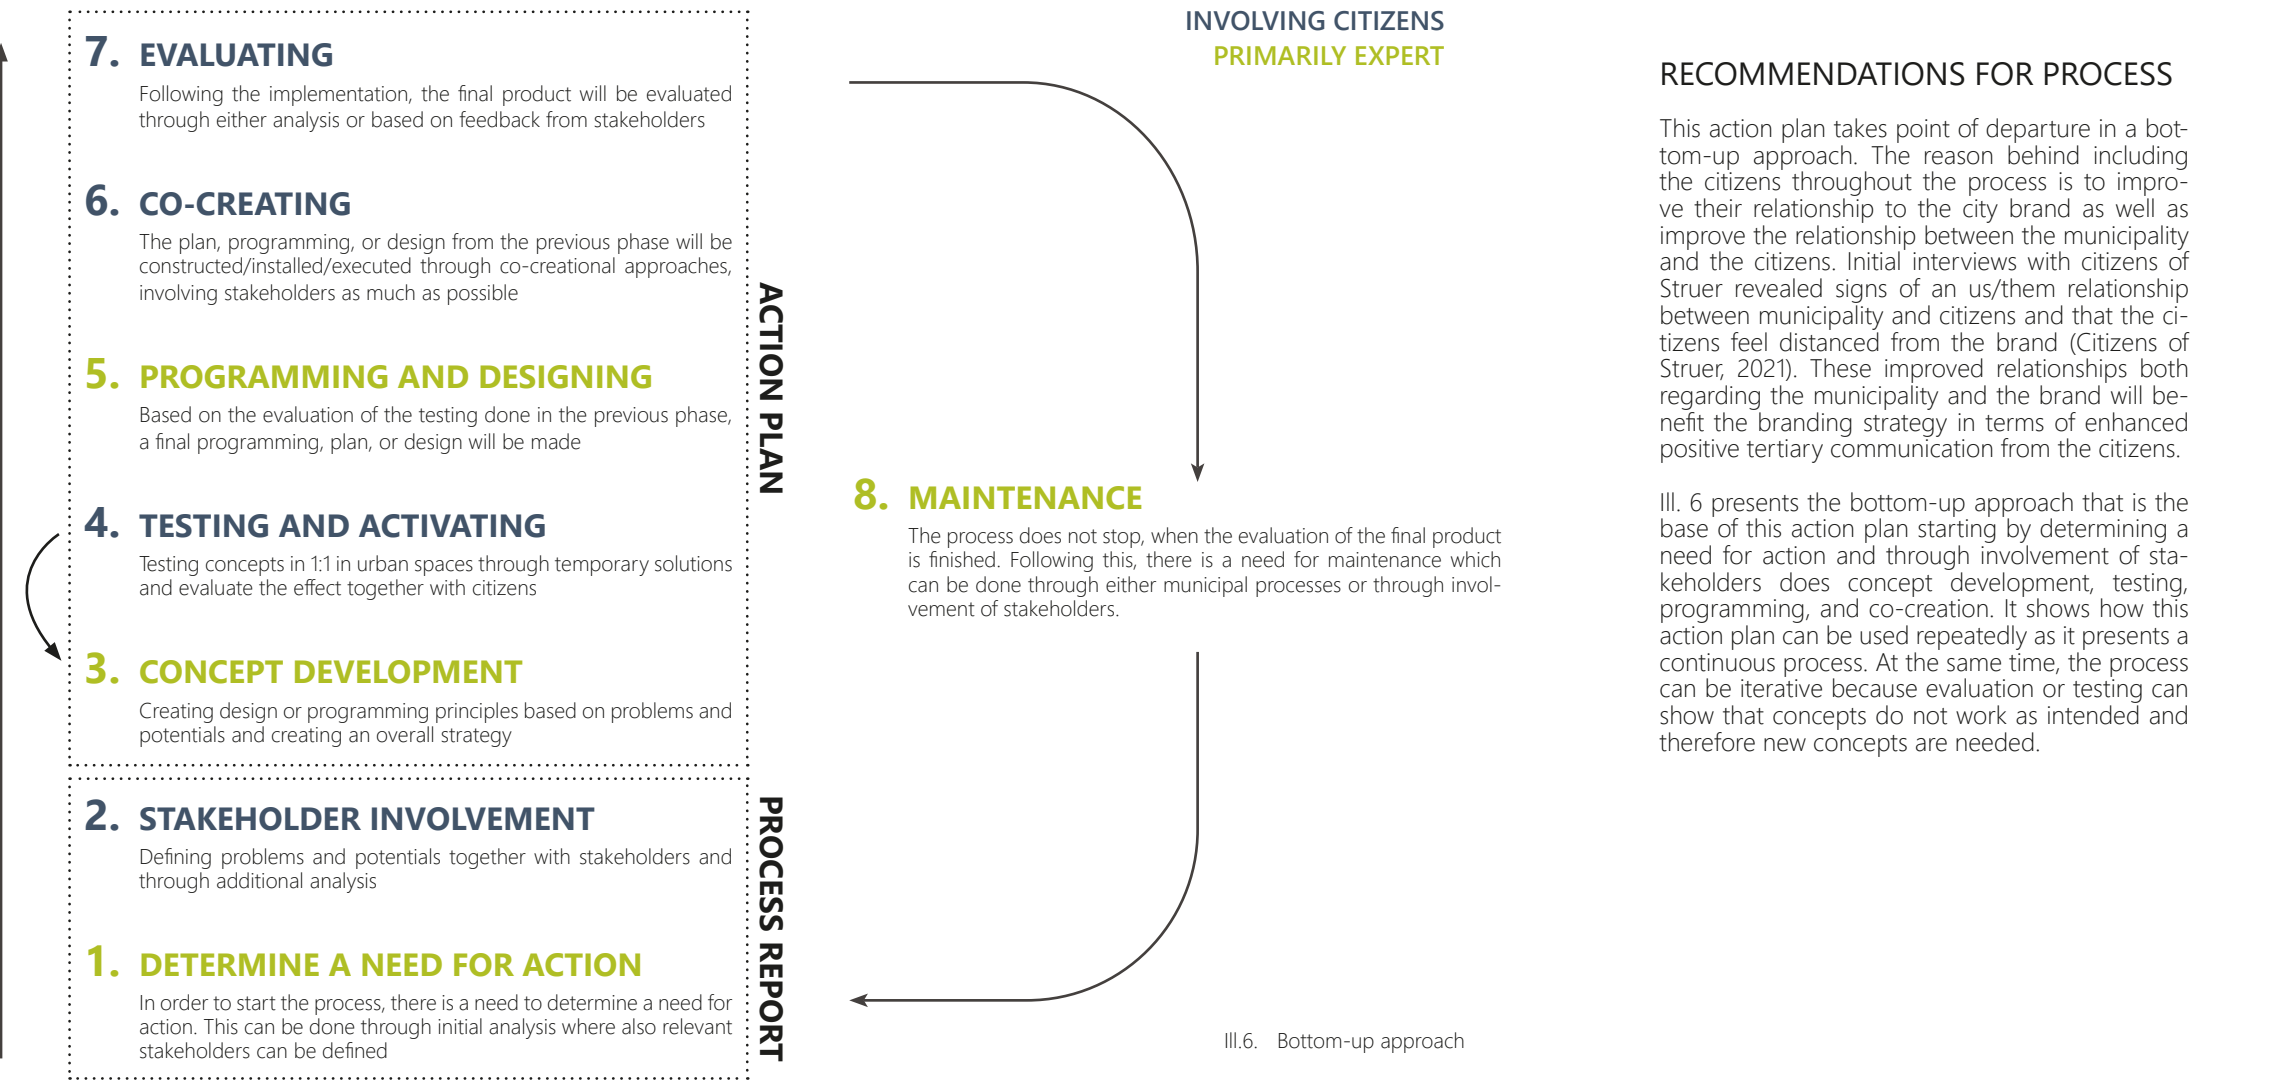 7. EVALUATING
Following the implementation, the final product will be evaluated
through either analysis or based on feedback from stakeholders
6. CO-CREATING
The plan, programming, or design from the previous phase will be
constructed/installed/executed through co-creational approaches,
involving stakeholders as much as possible
5. PROGRAMMING AND DESIGNING
Based on the evaluation of the testing done in the previous phase,
a final programming, plan, or design will be made
4. TESTING AND ACTIVATING
Testing concepts in 1:1 in urban spaces through temporary solutions
and evaluate the effect together with citizens
3. CONCEPT DEVELOPMENT
Creating design or programming principles based on problems and
potentials and creating an overall strategy
ACTION PLAN
2. STAKEHOLDER INVOLVEMENT
Defining problems and potentials together with stakeholders and
through additional analysis
1. DETERMINE A NEED FOR ACTION
In order to start the process, there is a need to determine a need for
action. This can be done through initial analysis where also relevant
stakeholders can be defined
PROCESS REPORT
INVOLVING CITIZENS
PRIMARILY EXPERT
8. MAINTENANCE
The process does not stop, when the evaluation of the final product
is finished. Following this, there is a need for maintenance which
can be done through either municipal processes or through invol-
vement of stakeholders.
Ill.6. Bottom-up approach
RECOMMENDATIONS FOR PROCESS
This action plan takes point of departure in a bot-
tom-up approach. The reason behind including
the citizens throughout the process is to impro-
ve their relationship to the city brand as well as
improve the relationship between the municipality
and the citizens. Initial interviews with citizens of
Struer revealed signs of an us/them relationship
between municipality and citizens and that the ci-
tizens feel distanced from the brand (Citizens of
Struer, 2021). These improved relationships both
regarding the municipality and the brand will be-
nefit the branding strategy in terms of enhanced
positive tertiary communication from the citizens.
Ill. 6 presents the bottom-up approach that is the
base of this action plan starting by determining a
need for action and through involvement of sta-
keholders does concept development, testing,
programming, and co-creation. It shows how this
action plan can be used repeatedly as it presents a
continuous process. At the same time, the process
can be iterative because evaluation or testing can
show that concepts do not work as intended and
therefore new concepts are needed.